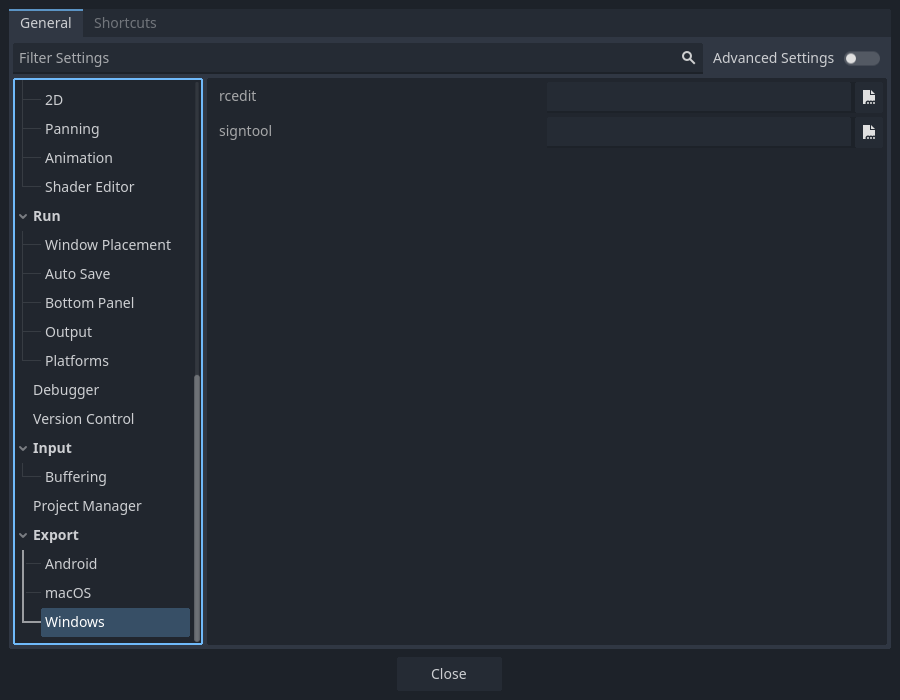 General
Shortcuts
Filter Settings
Advanced Settings
2D
Panning
Animation
Shader Editor
Run
Window Placement
Auto Save
Bottom Panel
Output
Platforms
Debugger
Version Control
Input
Buffering
Project Manager
Export
Android
macOS
Windows
rcedit
signtool
Close